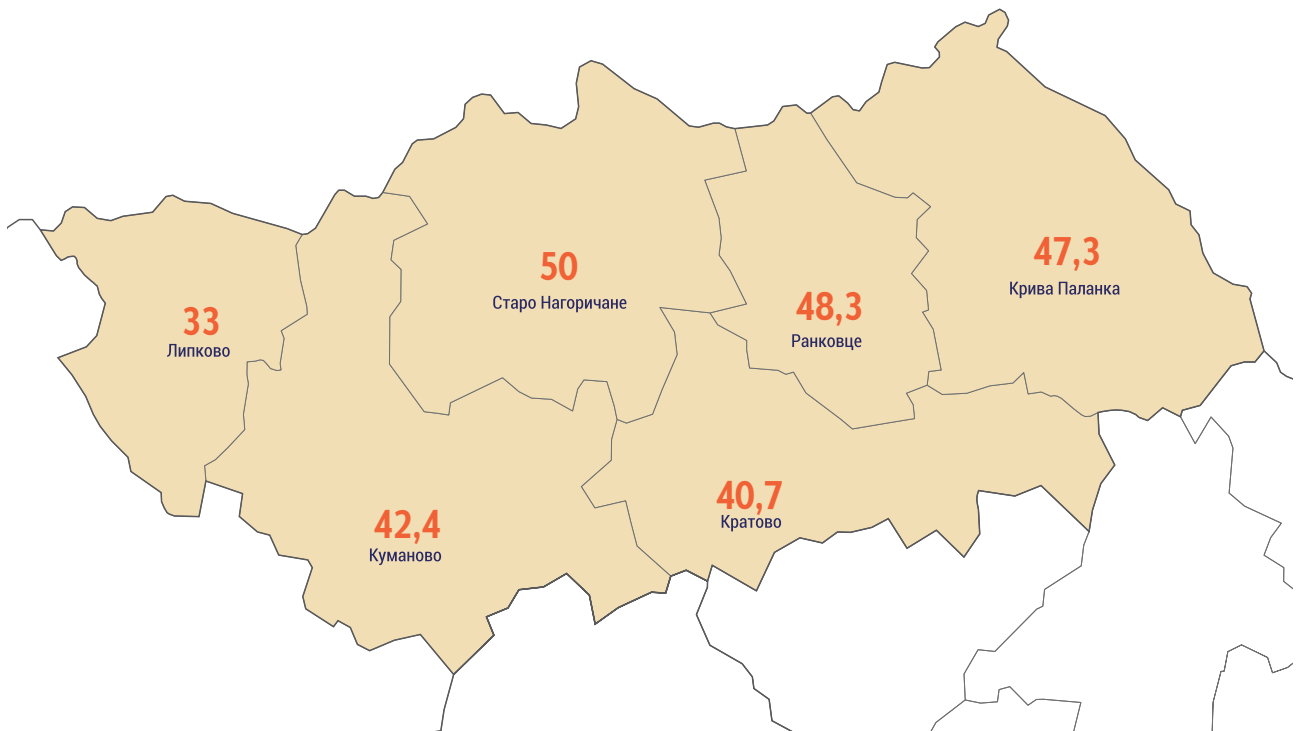 47,3
Крива Паланка
50
Старо Нагоричане
48,3
Ранковце
33
Липково
40,7
Кратово
42,4
Куманово